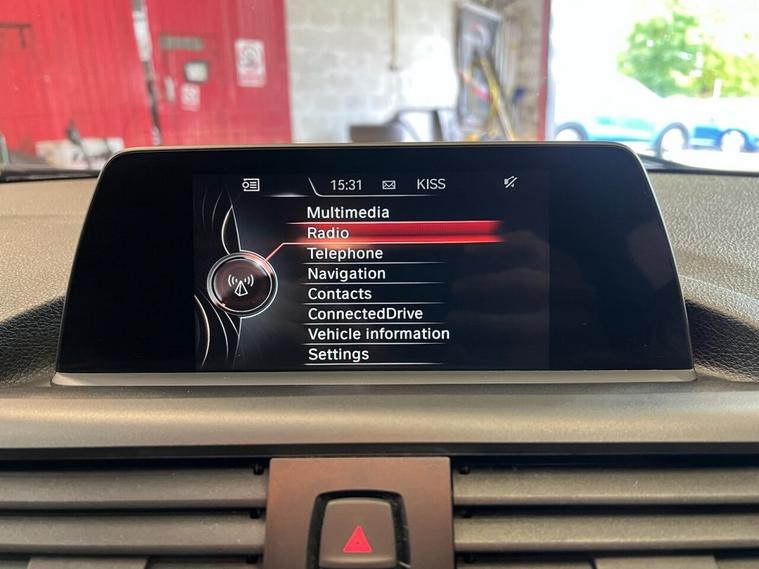 15:31 KISS
Multimedia
Radio
Telephone
Navigation
Contacts
ConnectedDrive
Vehicle information
Settings